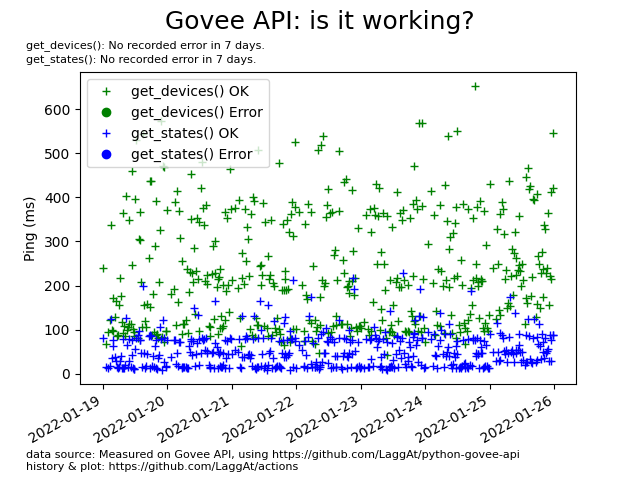 Govee API: is it working?
get_devices(): No recorded error in 7 days.
get_states(): No recorded error in 7 days.
get_devices() OK
get_devices() Error
get_states() OK
get_states() Error
Ping (ms)
600
500
400
300
200
100
0
2022-01-19
2022-01-20
2022-01-21
2022-01-22
2022-01-23
2022-01-24
2022-01-25
2022-01-26
data source: Measured on Govee API, using https://github.com/LaggAt/python-govee-api
history & plot: https://github.com/LaggAt/actions